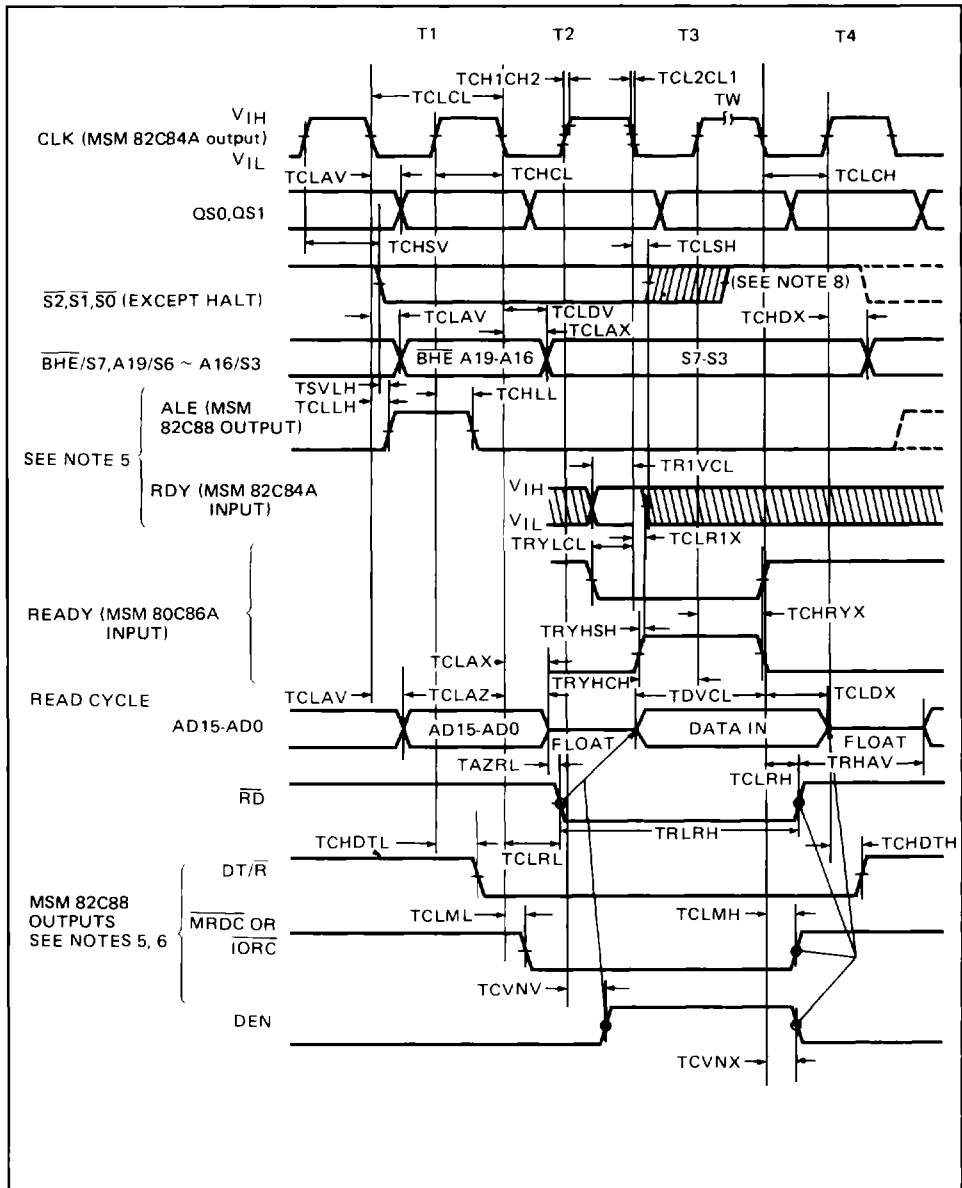 T1 T2 T3 T4
TCH1CH2 TCL2CL1
TCLCL TW
VIH
CLK (MSM 82C84A output)
VIL
TCLAV TCHCL TCLCH
QS0,QS1
TCHSV TCLSH
S2,S1,S0 (EXCEPT HALT) (SEE NOTE 8)
TCLAV TCLDV TCHDX
TCLAX
BHE/S7,A19/S6 ~ A16/S3 BHE A19-A16 S7-S3
TSVLH TCHLL
TCLLH
ALE (MSM
82C88 OUTPUT)
SEE NOTE 5
TR1VCL
RDY (MSM 82C84A
INPUT)
VIH
VIL
TRYLCL TCLR1X
READY (MSM 80C86A
INPUT)
TCHRYX
TRYHSH
TCLAX
TRYHCH
READ CYCLE
TCLAV TCLAZ TDVCL TCLDX
AD15-AD0 AD15-AD0 FLOAT DATA IN FLOAT
TAZRL TCLRH TRHAV
RD
TRLRH
TCHDTL TCLRL TCHDTH
DT/R
MSM 82C88
OUTPUTS
SEE NOTES 5, 6
TCLML TCLMH
MRDC OR
IORC
TCVNV
DEN
TCVNX